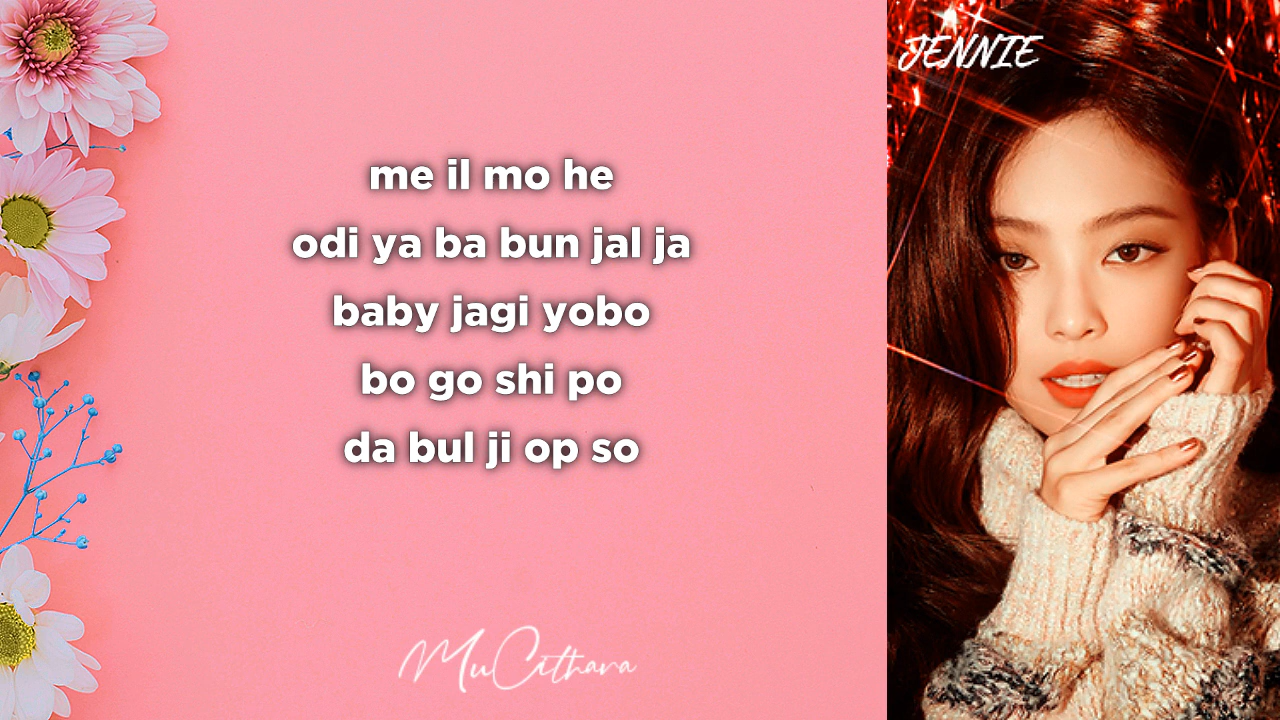 JENNIE
me il mo he
odi ya ba bun jal ja
baby jagi yobo
bo go shi po
da bul ji op so
MuCithara